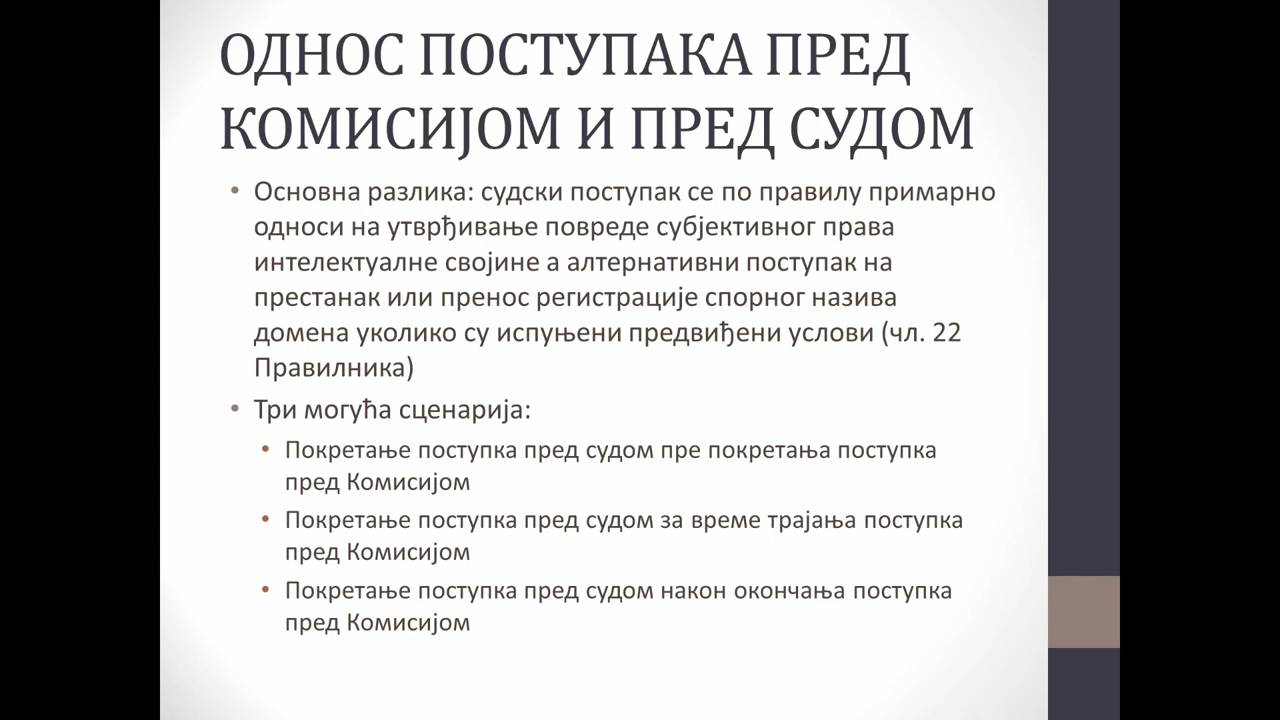 ОДНОС ПОСТУПАКА ПРЕД
КОМИСИЈОМ И ПРЕД СУДОМ
• Основна разлика: судски поступак се по правилу примарно
односи на утврђивање повреде субјективног права
интелектуалне својине а алтернативни поступак на
престанак или пренос регистрације спорног назива
домена уколико су испуњени предвиђени услови (чл. 22
Правилника)
• Три могућа сценарија:
• Покретање поступка пред судом пре покретања поступка
пред Комисијом
• Покретање поступка пред судом за време трајања поступка
пред Комисијом
• Покретање поступка пред судом након окончања поступка
пред Комисијом